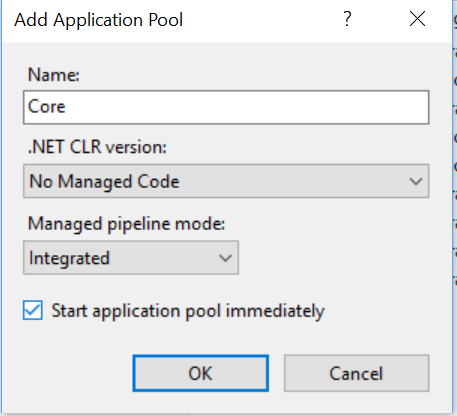 Add Application Pool
?
Name:
Core
.NET CLR version:
No Managed Code
Managed pipeline mode:
Integrated
Start application pool immediately
OK
Cancel